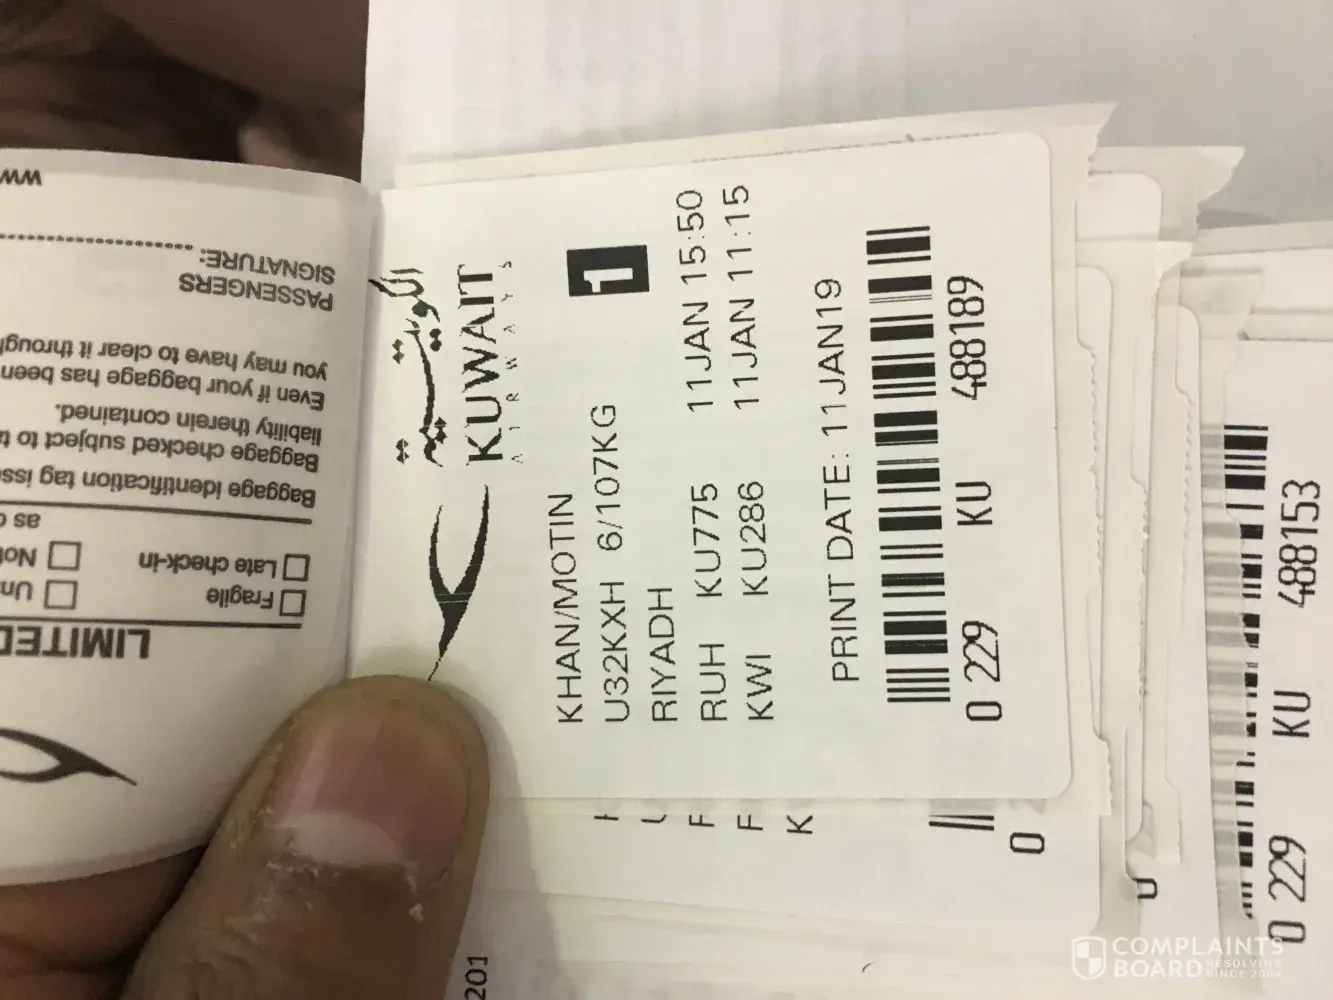 الكويتية
KUWAIT
AIRWAYS
1
KHAN/MOTIN
U32KXH 6/107KG
RIYADH
RUH KU775 11JAN 15:50
KWI KU286 11JAN 11:15
PRINT DATE: 11JAN19
0 229 KU 488189
0 229 KU 488153
0
201
LIMITED
Fragile
Late check-in
Baggage identification tag
Baggage checked subject to
liability therein contained.
Even if your baggage has been
you may have to clear it through
PASSENGERS
SIGNATURE:
COMPLAINTS
BOARD RESOLVING
SINCE 2004